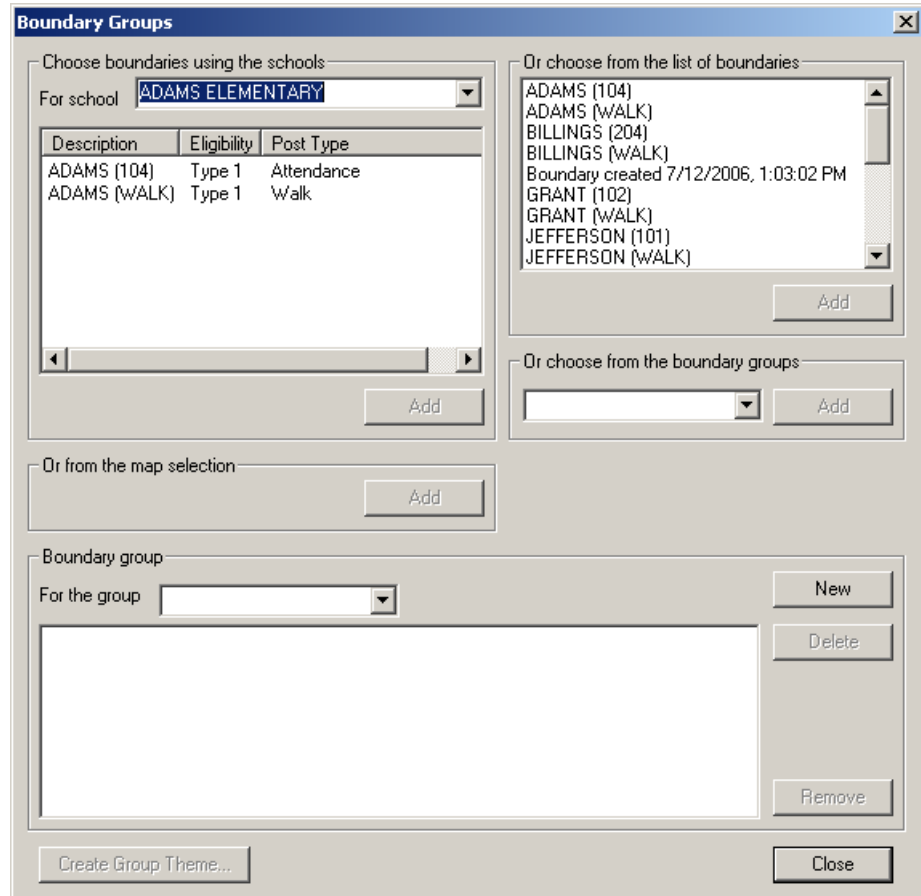 Boundary Groups
Choose boundaries using the schools
For school ADAMS ELEMENTARY
Description Eligibility Post Type
ADAMS (104) Type 1 Attendance
ADAMS (WALK) Type 1 Walk
Add
Or choose from the list of boundaries
ADAMS (104)
ADAMS (WALK)
BILLINGS (204)
BILLINGS (WALK)
Boundary created 7/12/2006, 1:03:02 PM
GRANT (102)
GRANT (WALK)
JEFFERSON (101)
JEFFERSON (WALK)
Add
Or choose from the boundary groups
Add
Or from the map selection
Add
Boundary group
For the group
New
Delete
Remove
Create Group Theme...
Close